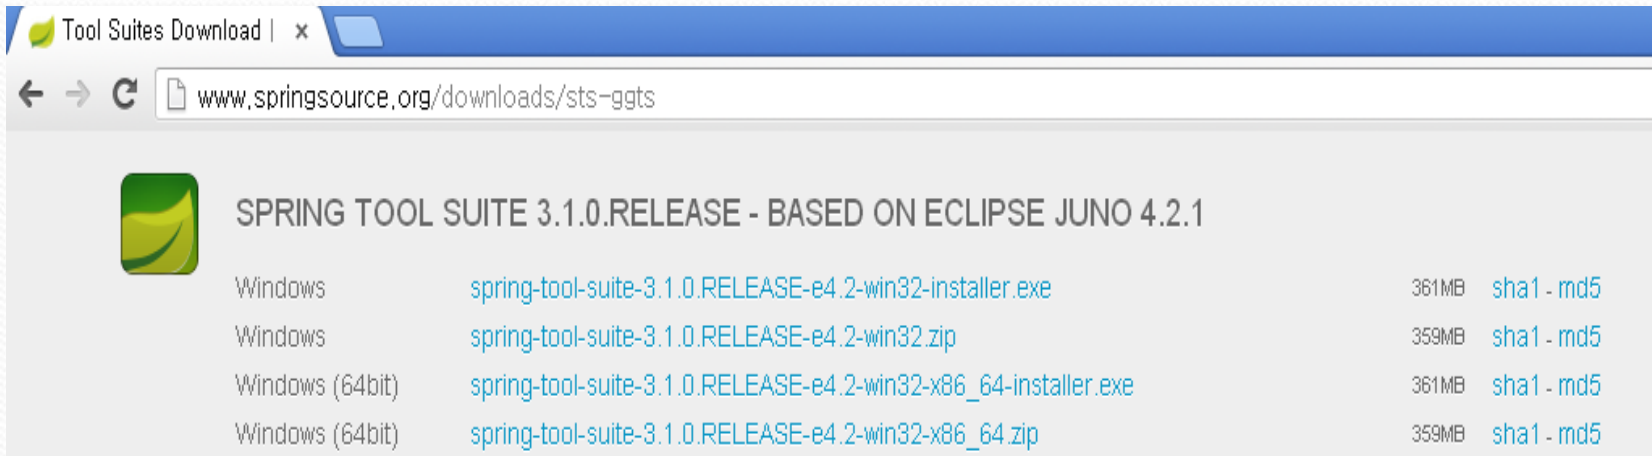 Tool Suites Download |
www.springsource.org/downloads/sts-ggts
SPRING TOOL SUITE 3.1.0.RELEASE - BASED ON ECLIPSE JUNO 4.2.1
Windows spring-tool-suite-3.1.0.RELEASE-e4.2-win32-installer.exe 361MB sha1 - md5
Windows spring-tool-suite-3.1.0.RELEASE-e4.2-win32.zip 359MB sha1 - md5
Windows (64bit) spring-tool-suite-3.1.0.RELEASE-e4.2-win32-x86_64-installer.exe 361MB sha1 - md5
Windows (64bit) spring-tool-suite-3.1.0.RELEASE-e4.2-win32-x86_64.zip 359MB sha1 - md5